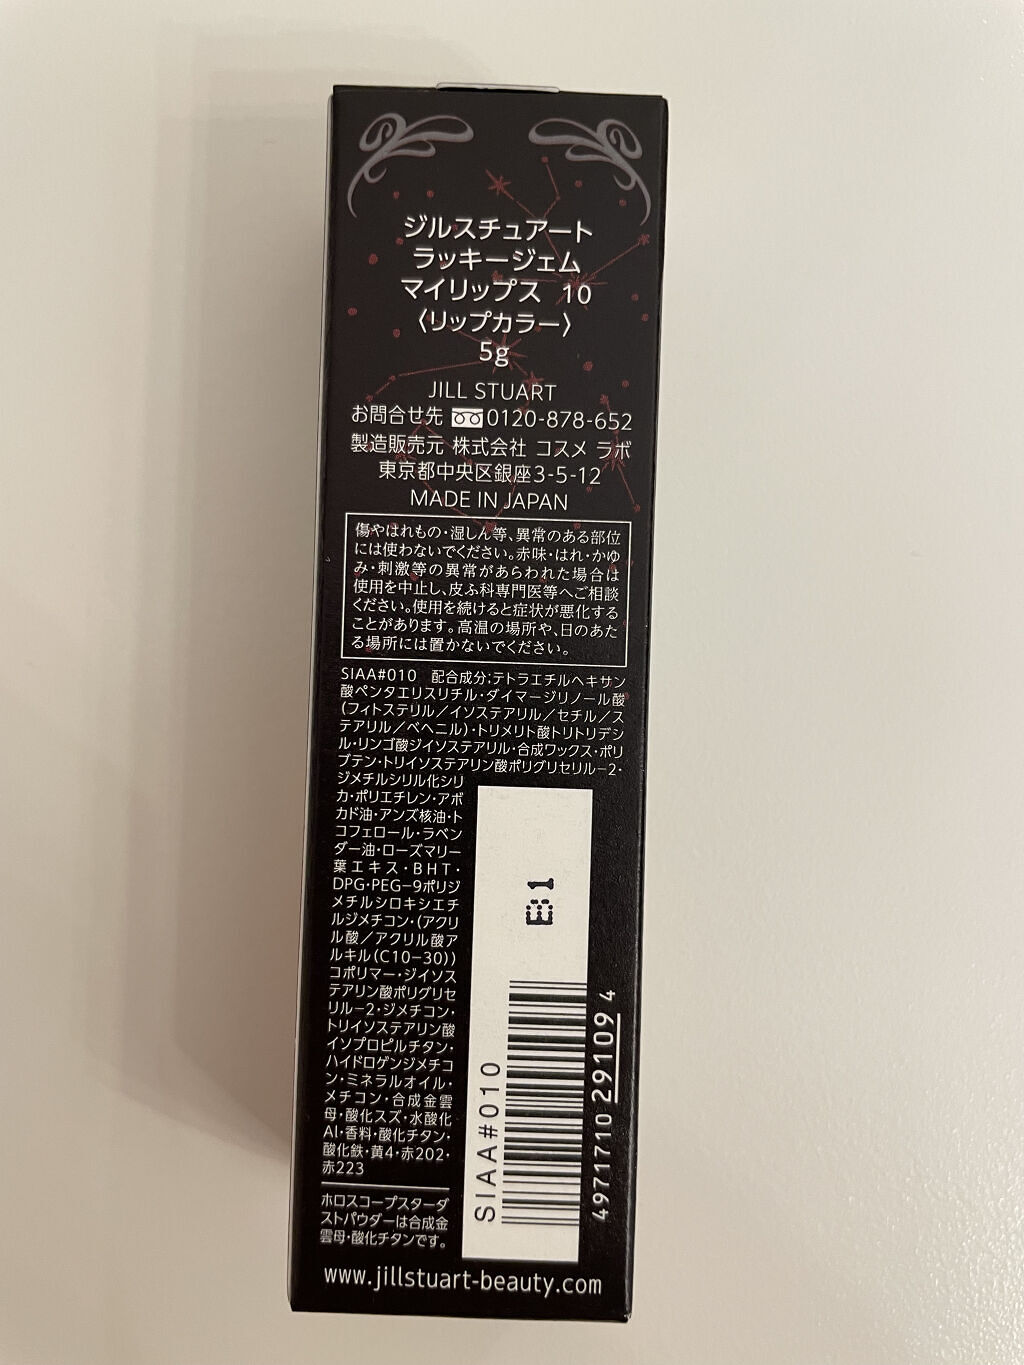 ジルスチュアート
ラッキージェム
マイリップス 10
〈リップカラー〉
5g
JILL STUART
お問合せ先 0120-878-652
製造販売元 株式会社 コスメ ラボ
東京都中央区銀座3-5-12
MADE IN JAPAN
傷やはれもの・湿しん等、異常のある部位
には使わないでください。赤味・はれ・かゆ
み・刺激等の異常があらわれた場合は
使用を中止し、皮ふ科専門医等へご相談
ください。使用を続けると症状が悪化する
ことがあります。高温の場所や、日のあた
る場所には置かないでください。
SIAA#010 配合成分;テトラエチルヘキサン
酸ペンタエリスリチル・ダイマージリノール酸
(フィトステリル/イソステアリル/セチル/ス
テアリル/ベヘニル)・トリメリト酸トリトリデシ
ル・リンゴ酸ジイソステアリル・合成ワックス・ポリ
ブテン・トリイソステアリン酸ポリグリセリル−2・
ジメチルシリル化シリ
カ・ポリエチレン・アボ
カド油・アンズ核油・ト
コフェロール・ラベン
ダー油・ローズマリー
葉エキス・BHT・
DPG・PEG−9ポリジ
メチルシロキシエチ
ルジメチコン・(アクリ
ル酸/アクリル酸ア
ルキル(C10−30))
コポリマー・ジイソス
テアリン酸ポリグリセ
リル−2・ジメチコン・
トリイソステアリン酸
イソプロピルチタン・
ハイドロゲンジメチコ
ン・ミネラルオイル・
メチコン・合成金雲
母・酸化スズ・水酸化
Al・香料・酸化チタン・
酸化鉄・黄4・赤202・
赤223
ホロスコープスターダ
ストパウダーは合成金
雲母・酸化チタンです。
Ei1
SIAA#010
4971710 291094
www.jillstuart-beauty.com